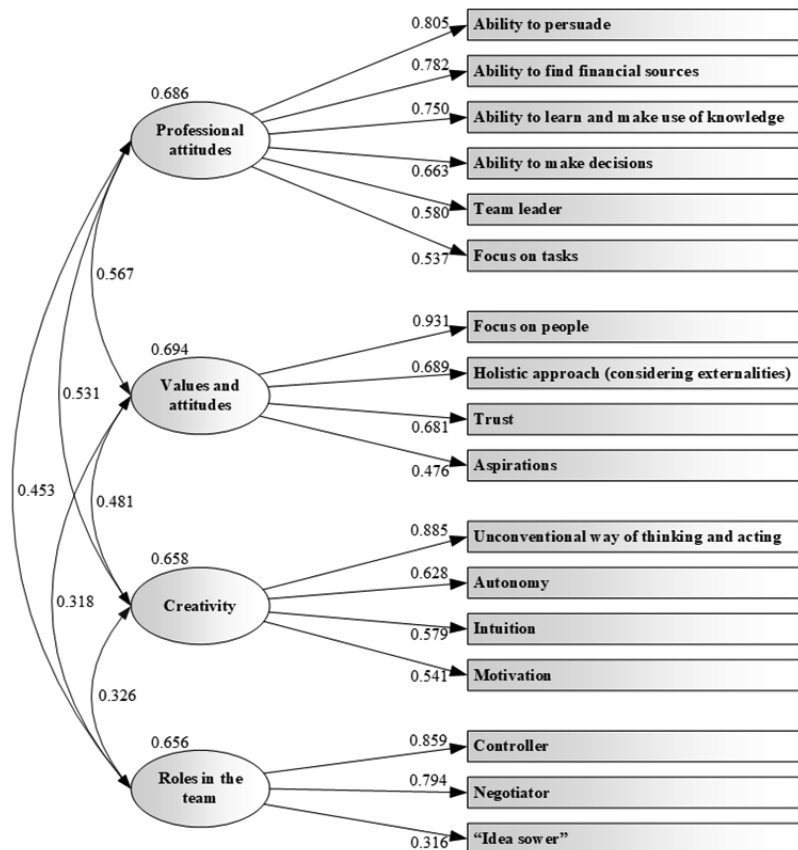 0.805
Ability to persuade
0.782
Ability to find financial sources
0.686
0.750
Ability to learn and make use of knowledge
Professional
attitudes
0.663
Ability to make decisions
0.580
Team leader
0.537
Focus on tasks
0.567
0.931
Focus on people
0.694
0.689
Holistic approach (considering externalities)
Values and
attitudes
0.681
Trust
0.476
Aspirations
0.531
0.453
0.481
0.885
Unconventional way of thinking and acting
0.658
0.628
Autonomy
Creativity
0.318
0.579
Intuition
0.541
Motivation
0.326
0.656
0.859
Controller
Roles in the
team
0.794
Negotiator
0.316
“Idea sower”